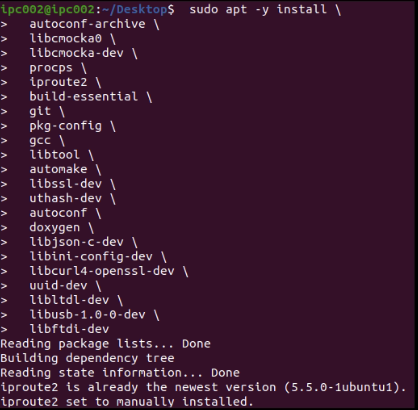 ipc002@ipc002:~/Desktop$  sudo apt -y install \
>   autoconf-archive \
>   libcmocka0 \
>   libcmocka-dev \
>   procps \
>   iproute2 \
>   build-essential \
>   git \
>   pkg-config \
>   gcc \
>   libtool \
>   automake \
>   libssl-dev \
>   uthash-dev \
>   autoconf \
>   doxygen \
>   libjson-c-dev \
>   libini-config-dev \
>   libcurl4-openssl-dev \
>   uuid-dev \
>   libltdl-dev \
>   libusb-1.0-0-dev \
>   libftdi-dev
Reading package lists... Done
Building dependency tree
Reading state information... Done
iproute2 is already the newest version (5.5.0-1ubuntu1).
iproute2 set to manually installed.